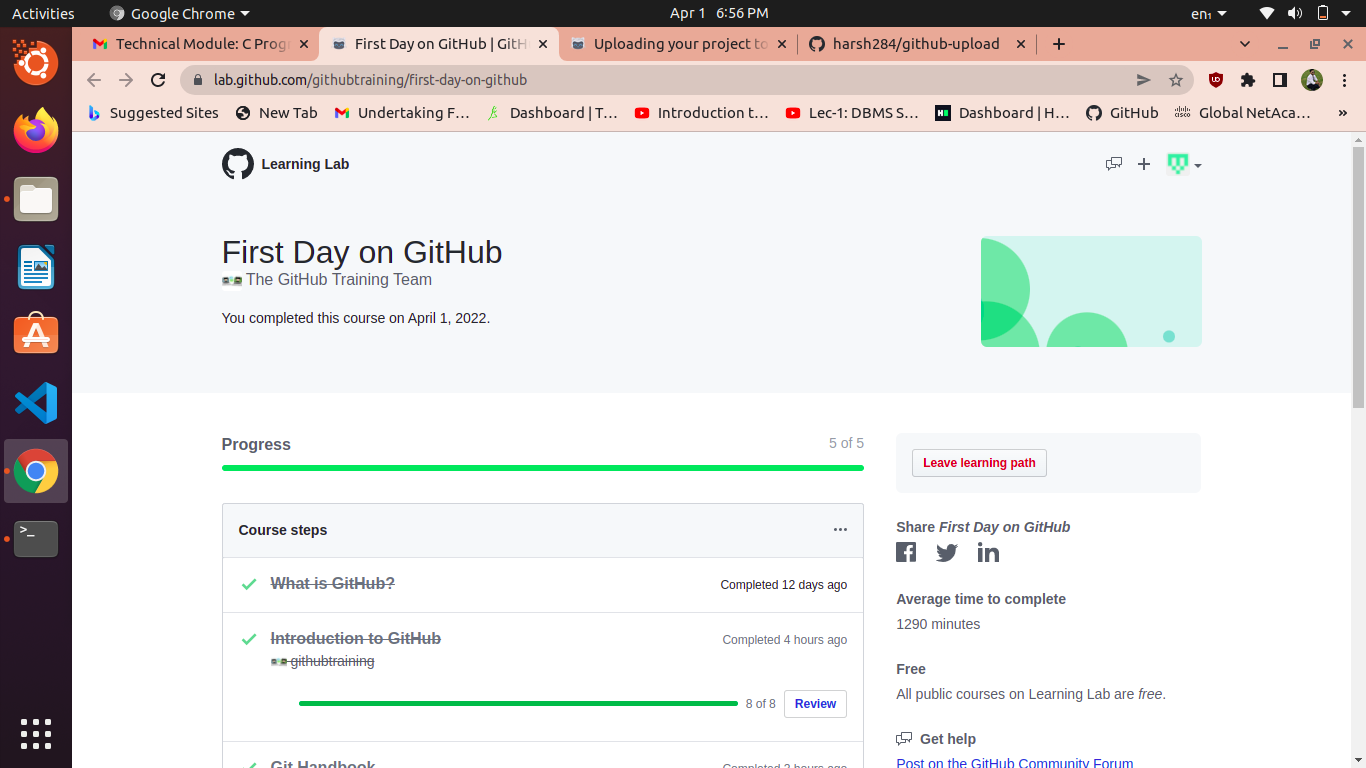 Activities
Google Chrome
Apr 1 6:56 PM
en₁
Technical Module: C Progr
First Day on GitHub | GitH
Uploading your project to
harsh284/github-upload
lab.github.com/githubtraining/first-day-on-github
Suggested Sites
New Tab
Undertaking F…
Dashboard | T…
Introduction t…
Lec-1: DBMS S…
Dashboard | H…
GitHub
Global NetAca…
»
Learning Lab
First Day on GitHub
The GitHub Training Team
You completed this course on April 1, 2022.
Progress
5 of 5
Course steps
What is GitHub?
Completed 12 days ago
Introduction to GitHub
Completed 4 hours ago
githubtraining
8 of 8
Review
Git Handbook
Completed 3 hours ago
Leave learning path
Share First Day on GitHub
Average time to complete
1290 minutes
Free
All public courses on Learning Lab are free.
Get help
Post on the GitHub Community Forum